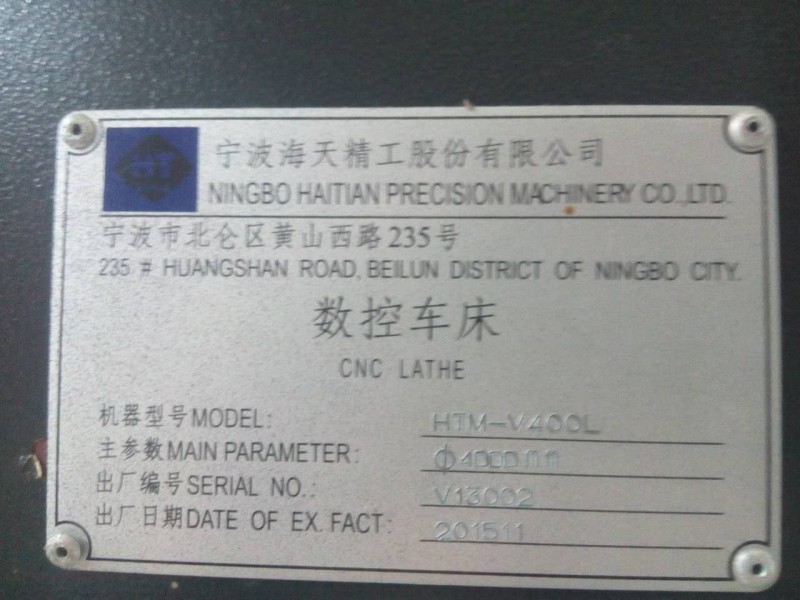 HT
宁波海天精工股份有限公司
NINGBO HAITIAN PRECISION MACHINERY CO.,LTD.
宁波市北仑区黄山西路235号
235 # HUANGSHAN ROAD, BEILUN DISTRICT OF NINGBO CITY.
数控车床
CNC LATHE
机器型号MODEL: HTM-V400L
主参数MAIN PARAMETER: Φ4000mm
出厂编号SERIAL NO.: V13002
出厂日期DATE OF EX. FACT: 201511